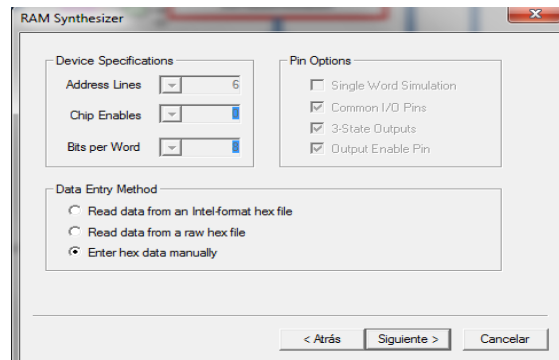 RAM Synthesizer
Device Specifications
Address Lines 6
Chip Enables
Bits per Word
Pin Options
Single Word Simulation
Common I/O Pins
3-State Outputs
Output Enable Pin
Data Entry Method
Read data from an Intel-format hex file
Read data from a raw hex file
Enter hex data manually
< Atrás Siguiente > Cancelar